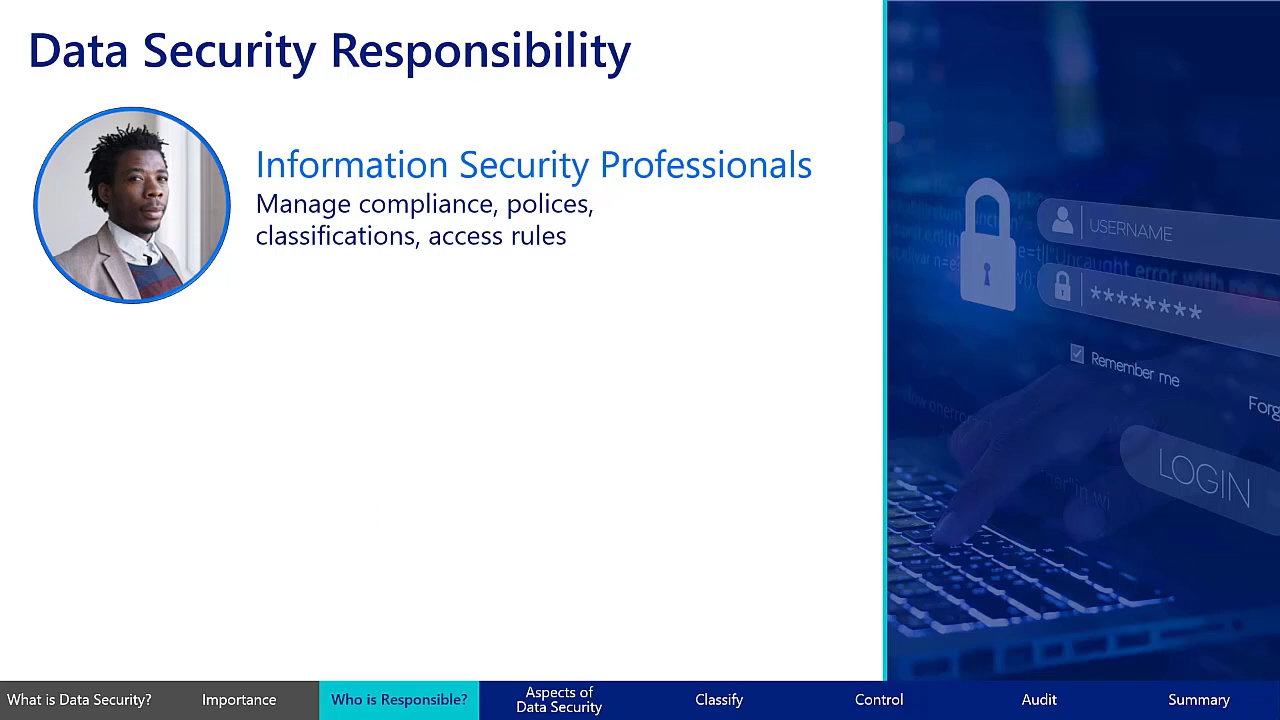 Data Security Responsibility
Information Security Professionals
Manage compliance, polices,
classifications, access rules
USERNAME
********
Remember me
Forg
LOGIN
What is Data Security?
Importance
Who is Responsible?
Aspects of
Data Security
Classify
Control
Audit
Summary